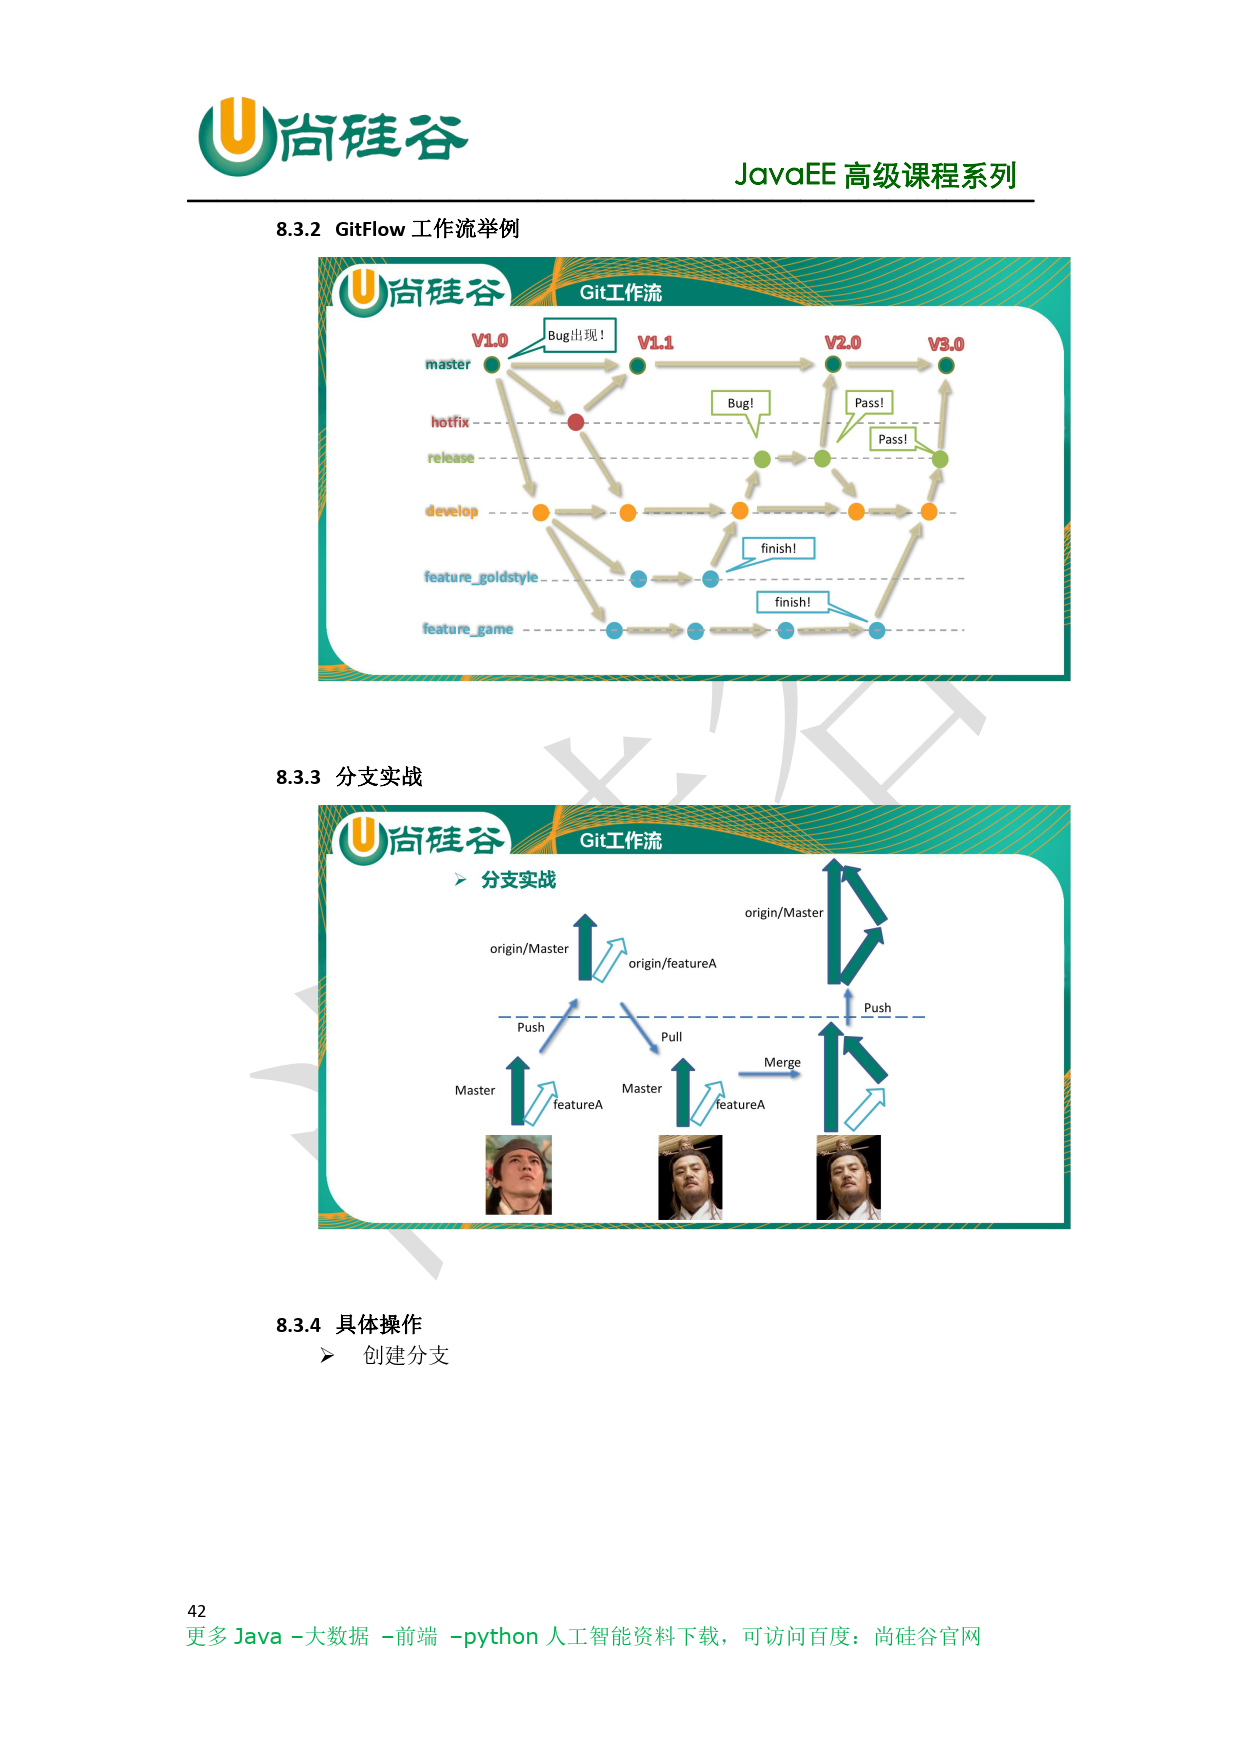 尚硅谷
JavaEE 高级课程系列
8.3.2 GitFlow 工作流举例
尚硅谷
Git工作流
V1.0
Bug出现！
V1.1
V2.0
V3.0
master
Bug!
Pass!
hotfix
Pass!
release
develop
finish!
feature_goldstyle
finish!
feature_game
8.3.3 分支实战
尚硅谷
Git工作流
➢ 分支实战
origin/Master
origin/Master
origin/featureA
Push
Push
Pull
Merge
Master
featureA
Master
featureA
8.3.4 具体操作
➢ 创建分支
42
更多 Java –大数据 –前端 –python 人工智能资料下载，可访问百度：尚硅谷官网